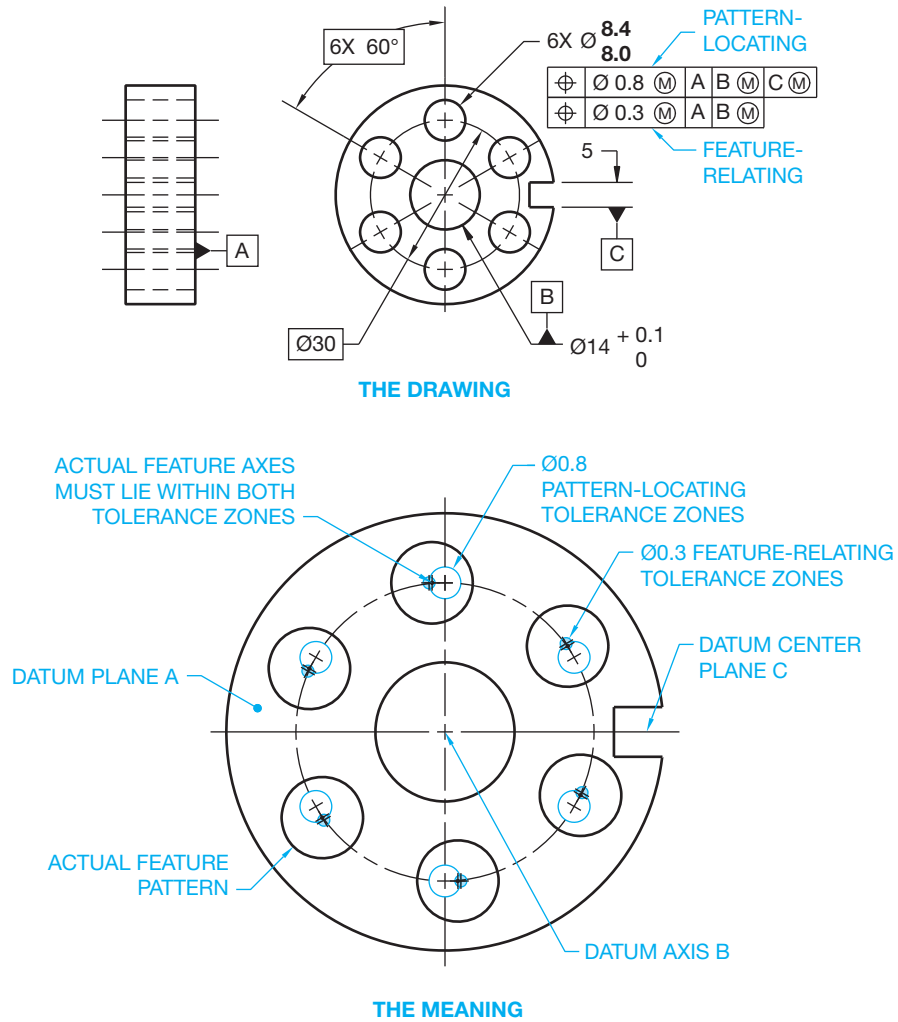 PATTERN-
LOCATING
6X 60°
6X Ø 8.4
8.0
⌖ Ø 0.8 Ⓜ A B Ⓜ C Ⓜ
⌖ Ø 0.3 Ⓜ A B Ⓜ
FEATURE-
RELATING
5
A
C
B
Ø30
Ø14 + 0.1
0
THE DRAWING
ACTUAL FEATURE AXES
MUST LIE WITHIN BOTH
TOLERANCE ZONES
Ø0.8
PATTERN-LOCATING
TOLERANCE ZONES
Ø0.3 FEATURE-RELATING
TOLERANCE ZONES
DATUM CENTER
PLANE C
DATUM PLANE A
ACTUAL FEATURE
PATTERN
DATUM AXIS B
THE MEANING